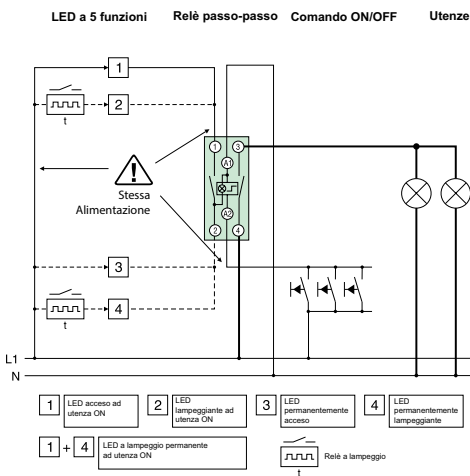 LED a 5 funzioni
Relè passo-passo
Comando ON/OFF
Utenze
1
t
2
1
3
A1
Stessa
Alimentazione
A2
2
4
3
t
4
L1
N
1
LED acceso ad
utenza ON
2
LED
lampeggiante ad
utenza ON
3
LED
permanentemente
acceso
4
LED
permanentemente
lampeggiante
1 + 4
LED a lampeggio permanente
ad utenza ON
t
Relè a lampeggio